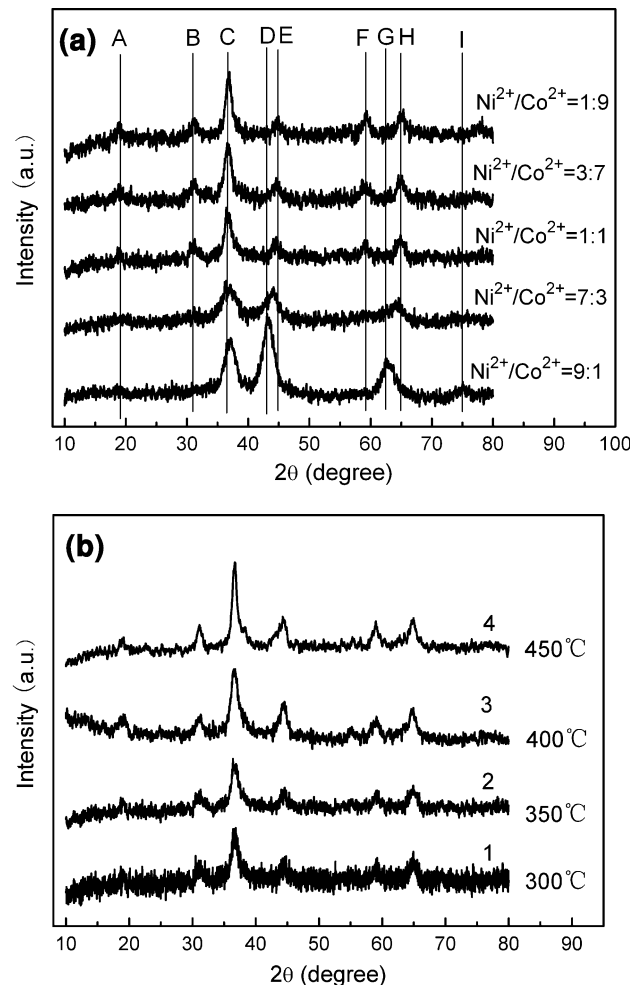 (a)
A B C D E F G H I
Ni²⁺/Co²⁺=1:9
Ni²⁺/Co²⁺=3:7
Ni²⁺/Co²⁺=1:1
Ni²⁺/Co²⁺=7:3
Ni²⁺/Co²⁺=9:1
Intensity (a.u.)
10 20 30 40 50 60 70 80 90 100
2θ (degree)
(b)
4
450℃
3
400℃
2
350℃
1
300℃
Intensity (a.u.)
10 20 30 40 50 60 70 80 90
2θ (degree)